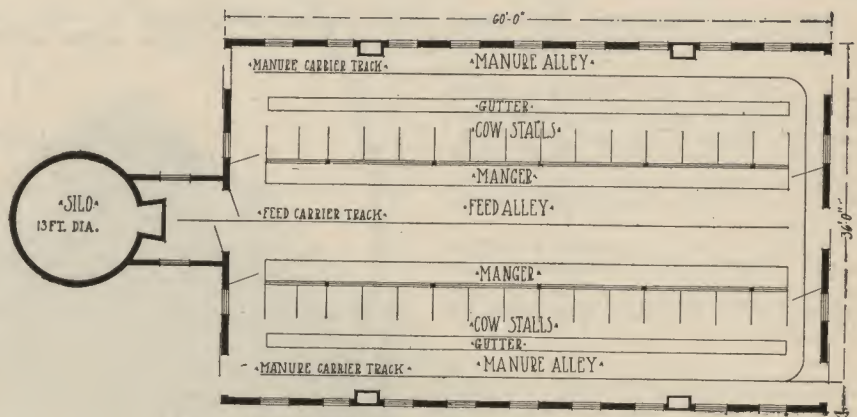 60'-0"
•MANURE CARRIER TRACK•
•MANURE ALLEY•
•GUTTER•
•COW STALLS•
•MANGER•
•SILO•
13 FT. DIA.
•FEED CARRIER TRACK•
•FEED ALLEY•
36'0"
•MANGER•
•COW STALLS•
•GUTTER•
•MANURE CARRIER TRACK•
•MANURE ALLEY•